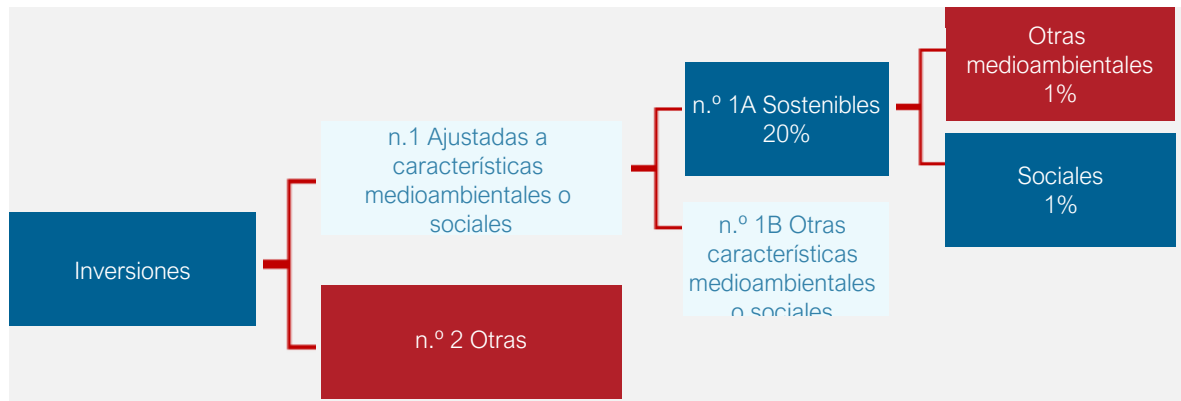 Inversiones
n.1 Ajustadas a
características
medioambientales o
sociales
n.º 2 Otras
n.º 1A Sostenibles
20%
n.º 1B Otras
características
medioambientales
o sociales
Otras
medioambientales
1%
Sociales
1%